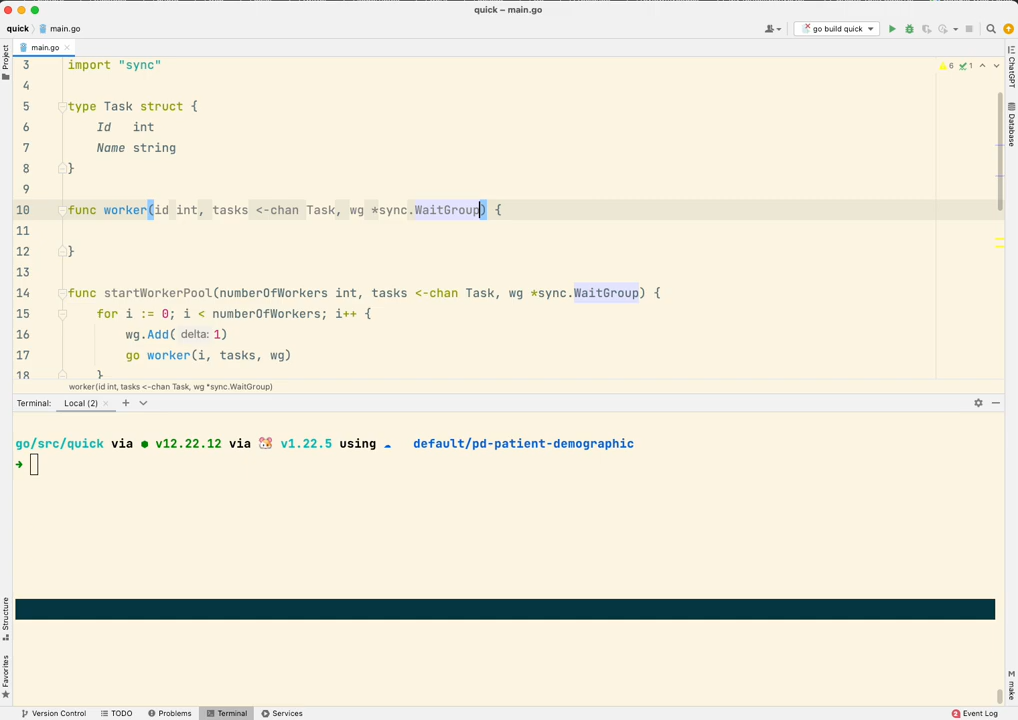 quick – main.go
quick
main.go
go build quick
main.go
6
1
Project
ChatGPT
Database
3 import "sync"
4
5 type Task struct {
6 Id int
7 Name string
8 }
9
10 func worker(id int, tasks <-chan Task, wg *sync.WaitGroup) {
11
12 }
13
14 func startWorkerPool(numberOfWorkers int, tasks <-chan Task, wg *sync.WaitGroup) {
15 for i := 0; i < numberOfWorkers; i++ {
16 wg.Add( delta: 1)
17 go worker(i, tasks, wg)
18 }
worker(id int, tasks <-chan Task, wg *sync.WaitGroup)
Terminal: Local (2)
go/src/quick via v12.22.12 via v1.22.5 using default/pd-patient-demographic
Structure
Favorites
make
Version Control TODO Problems Terminal Services
2 Event Log